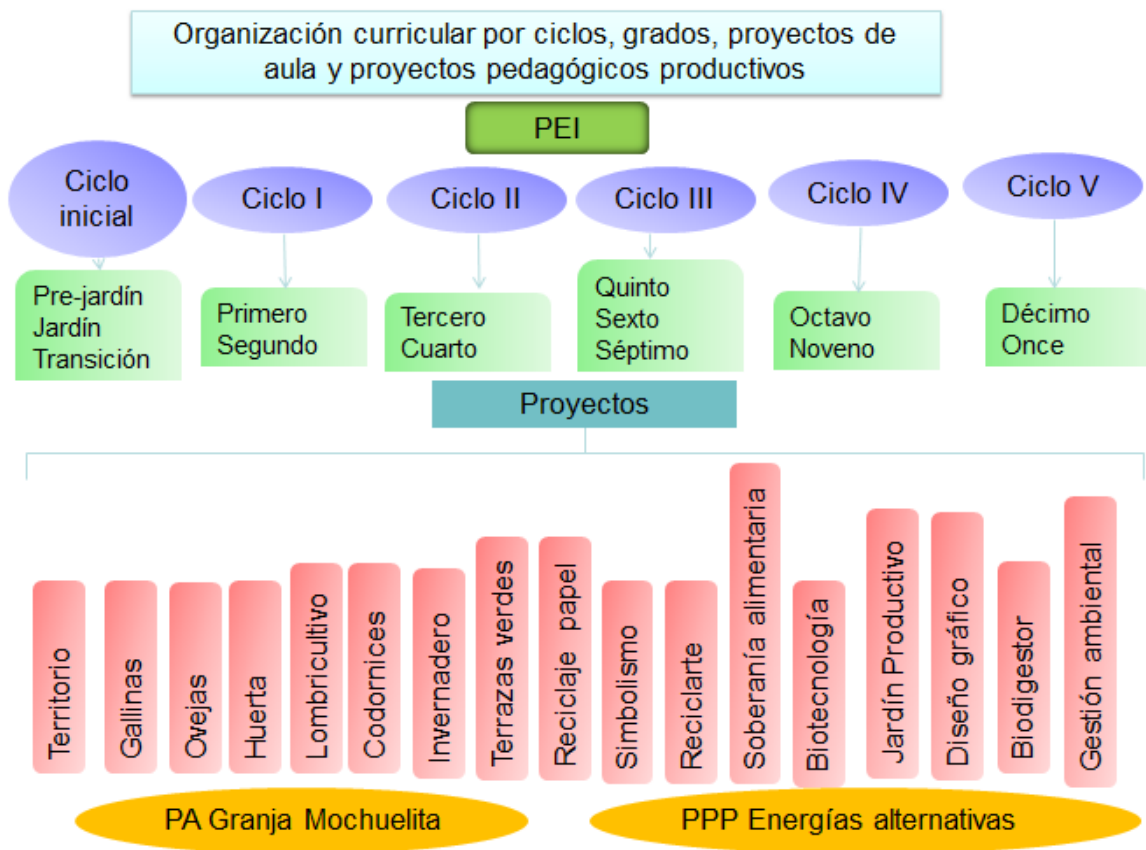 Organización curricular por ciclos, grados, proyectos de
aula y proyectos pedagógicos productivos
PEI
Ciclo
inicial
Ciclo I
Ciclo II
Ciclo III
Ciclo IV
Ciclo V
Pre-jardín
Jardín
Transición
Primero
Segundo
Tercero
Cuarto
Quinto
Sexto
Séptimo
Octavo
Noveno
Décimo
Once
Proyectos
Territorio
Gallinas
Ovejas
Huerta
Lombricultivo
Codornices
Invernadero
Terrazas verdes
Reciclaje papel
Simbolismo
Reciclarte
Soberanía alimentaria
Biotecnología
Jardín Productivo
Diseño gráfico
Biodigestor
Gestión ambiental
PA Granja Mochuelita
PPP Energías alternativas